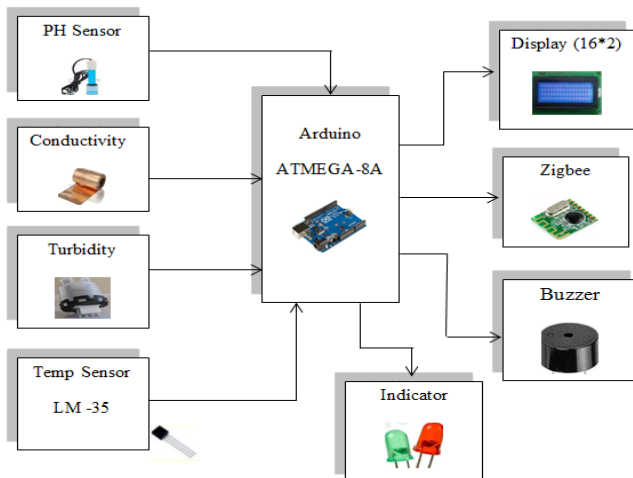 PH Sensor
Display (16*2)
Arduino
ATMEGA-8A
Conductivity
Zigbee
Turbidity
Buzzer
Temp Sensor
LM -35
Indicator